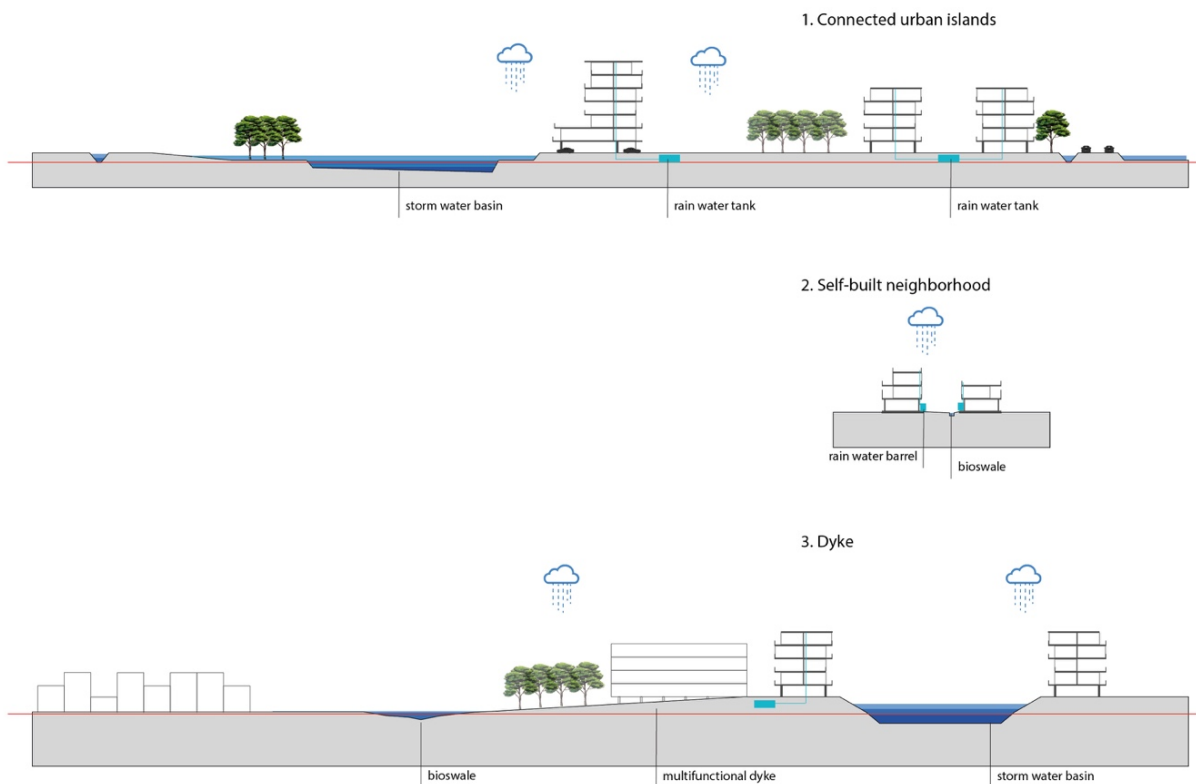 1. Connected urban islands
storm water basin
rain water tank
rain water tank
2. Self-built neighborhood
rain water barrel
bioswale
3. Dyke
bioswale
multifunctional dyke
storm water basin